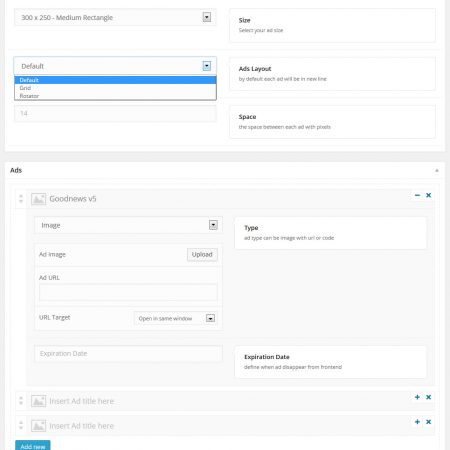 300 x 250 - Medium Rectangle
Size
Select your ad size
Default
Ads Layout
by default each ad will be in new line
Default
Grid
Rotator
14
Space
the space between each ad with pixels
Ads
Goodnews v5
Image
Type
ad type can be image with url or code
Ad image
Upload
Ad URL
URL Target
Open in same window
Expiration Date
Expiration Date
define when ad disappear from frontend
Insert Ad title here
Insert Ad title here
Add new